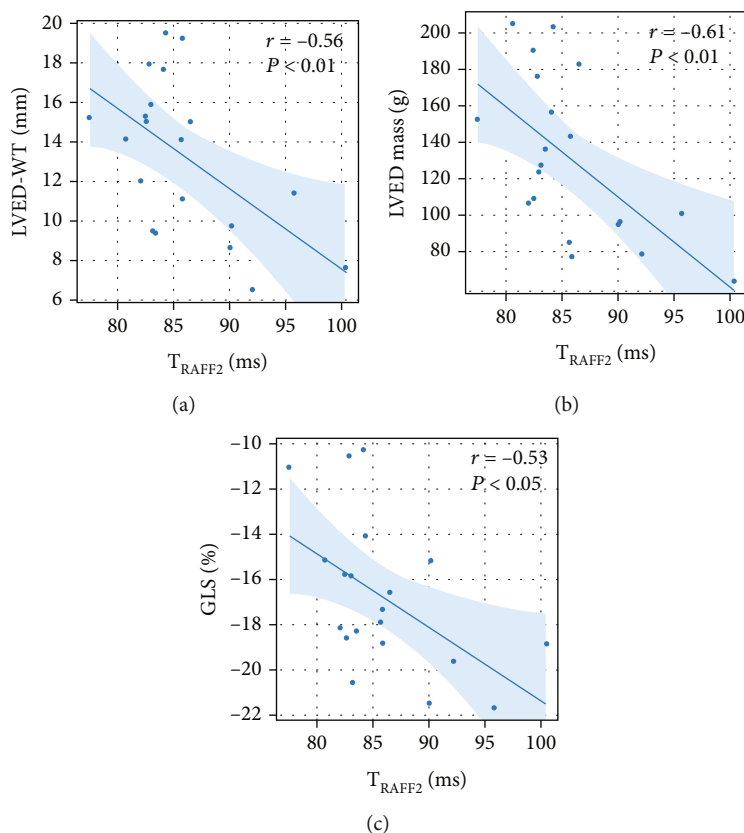 20
18
16
14
12
10
8
6
LVED-WT (mm)
r = –0.56
P < 0.01
80 85 90 95 100
T_RAFF2 (ms)
(a)
200
180
160
140
120
100
80
LVED mass (g)
r = –0.61
P < 0.01
80 85 90 95 100
T_RAFF2 (ms)
(b)
–10
–12
–14
–16
–18
–20
–22
GLS (%)
r = –0.53
P < 0.05
80 85 90 95 100
T_RAFF2 (ms)
(c)